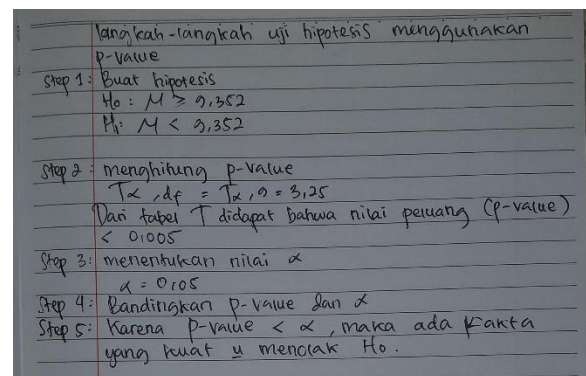 langkah-langkah uji hipotesis menggunakan
p-value
Step 1: Buat hipotesis
Ho : M ≥ 9,352
H1: M < 9,352
Step 2 : menghitung p-value
Tα, df = Tα, 9 = 3,25
Dari tabel T didapat bahwa nilai peluang (p-value)
< 0,005
Step 3: menentukan nilai α
α = 0,05
Step 4: Bandingkan p-value dan α
Step 5: Karena p-value < α, maka ada Fakta
yang kuat u menolak Ho.